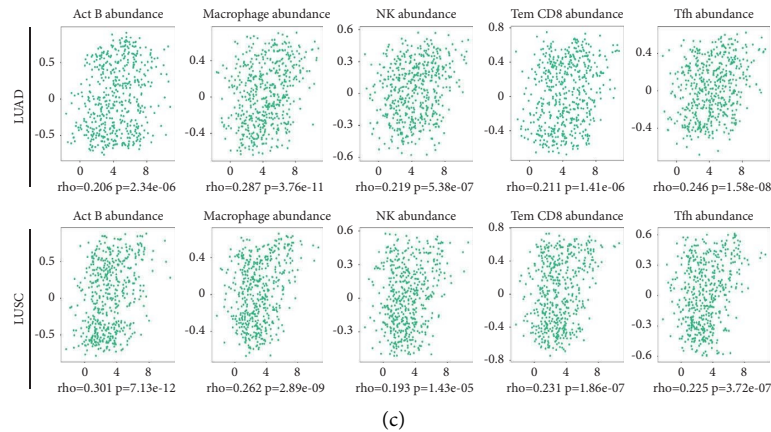 Act B abundance Macrophage abundance NK abundance Tem CD8 abundance Tfh abundance
LUAD
0.5 0 -0.5
0.4 0 -0.4
0.6 0.3 0 -0.3 -0.6
0.8 0.4 0 -0.4
0.4 0 -0.4
0 4 8 0 4 8 0 4 8 0 4 8 0 4 8
rho=0.206 p=2.34e-06 rho=0.287 p=3.76e-11 rho=0.219 p=5.38e-07 rho=0.211 p=1.41e-06 rho=0.246 p=1.58e-08
Act B abundance Macrophage abundance NK abundance Tem CD8 abundance Tfh abundance
LUSC
0.5 0 -0.5
0.4 0 -0.4
0.6 0.3 0 -0.3
0.8 0.4 0 -0.4 -0.8
0.6 0.3 0 -0.3 -0.6
0 4 8 0 4 8 0 4 8 0 4 8 0 4 8
rho=0.301 p=7.13e-12 rho=0.262 p=2.89e-09 rho=0.193 p=1.43e-05 rho=0.231 p=1.86e-07 rho=0.225 p=3.72e-07
(c)